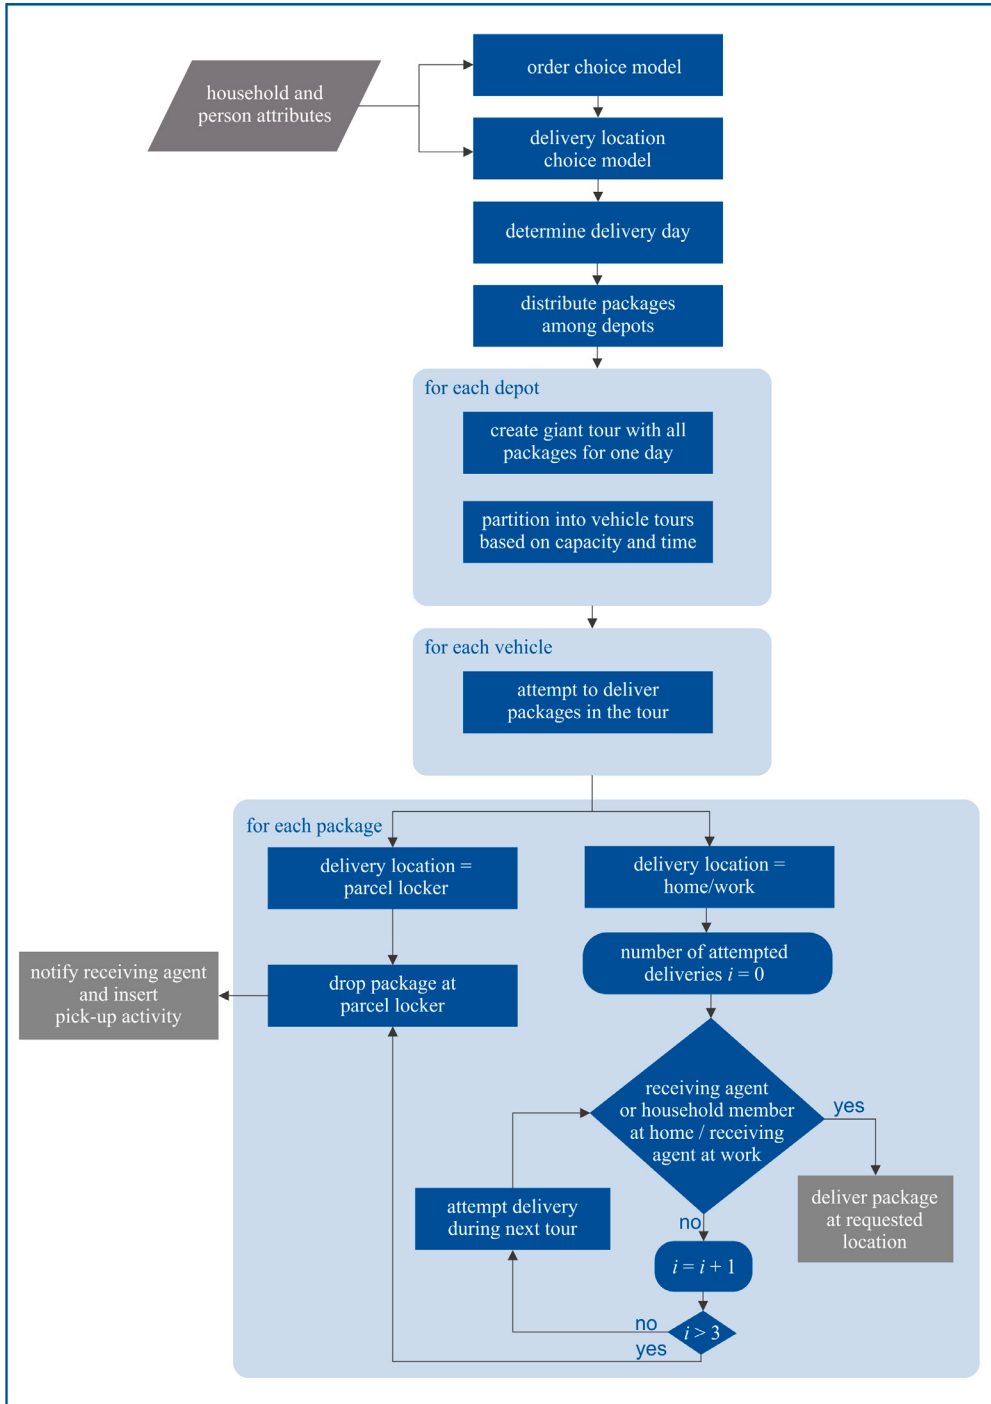 household and
person attributes
order choice model
delivery location
choice model
determine delivery day
distribute packages
among depots
for each depot
create giant tour with all
packages for one day
partition into vehicle tours
based on capacity and time
for each vehicle
attempt to deliver
packages in the tour
for each package
delivery location =
parcel locker
delivery location =
home/work
number of attempted
deliveries i = 0
notify receiving agent
and insert
pick-up activity
drop package at
parcel locker
receiving agent
or household member
at home / receiving
agent at work
yes
attempt delivery
during next tour
deliver package
at requested
location
no
i = i + 1
no
i > 3
yes